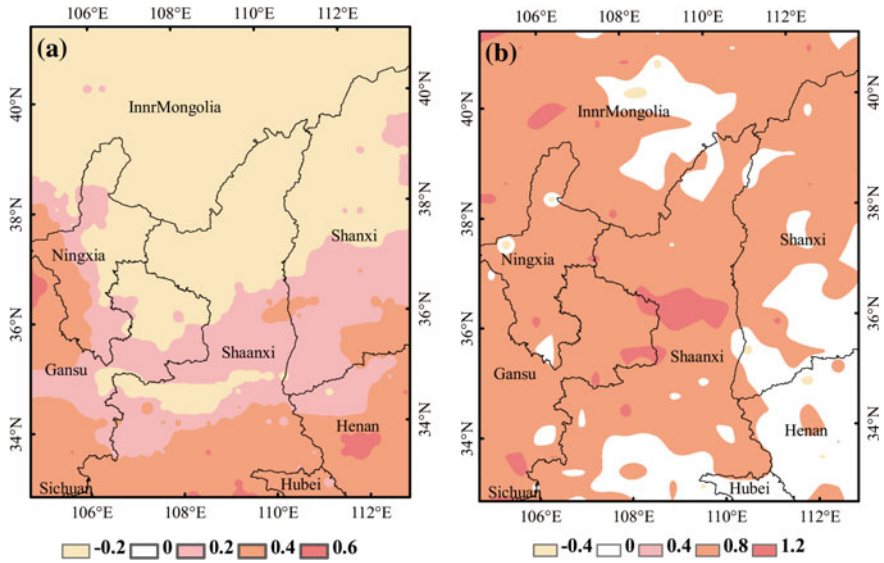 (a)
106°E 108°E 110°E 112°E
40°N
38°N
36°N
34°N
InnrMongolia
Ningxia
Shanxi
Gansu
Shaanxi
Henan
Sichuan
Hubei
40°N
38°N
36°N
34°N
106°E 108°E 110°E 112°E
-0.2 0 0.2 0.4 0.6
(b)
106°E 108°E 110°E 112°E
40°N
38°N
36°N
34°N
InnrMongolia
Ningxia
Shanxi
Gansu
Shaanxi
Henan
Sichuan
Hubei
40°N
38°N
36°N
34°N
106°E 108°E 110°E 112°E
-0.4 0 0.4 0.8 1.2